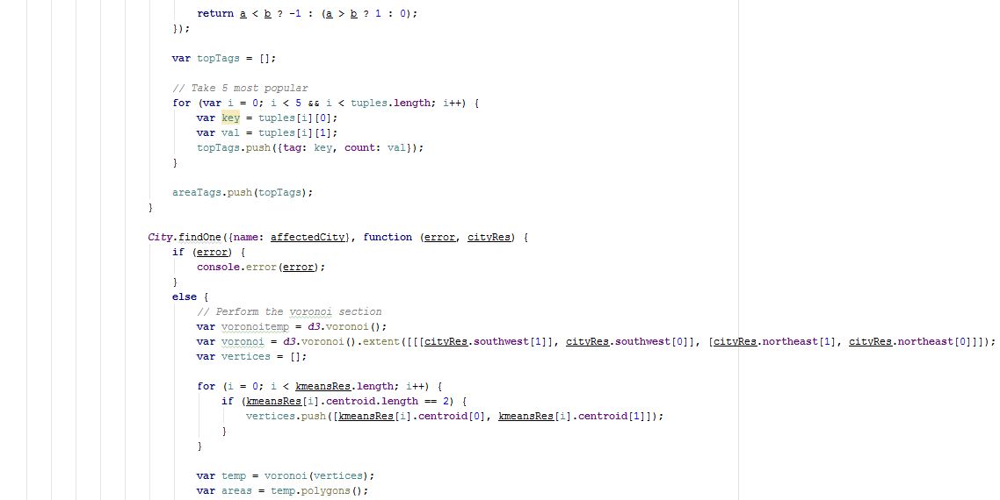 return a < b ? -1 : (a > b ? 1 : 0);
});
var topTags = [];
// Take 5 most popular
for (var i = 0; i < 5 && i < tuples.length; i++) {
var key = tuples[i][0];
var val = tuples[i][1];
topTags.push({tag: key, count: val});
}
areaTags.push(topTags);
}
City.findOne({name: affectedCity}, function (error, cityRes) {
if (error) {
console.error(error);
}
else {
// Perform the voronoi section
var voronoitemp = d3.voronoi();
var voronoi = d3.voronoi().extent([[[cityRes.southwest[1]], cityRes.southwest[0]], [cityRes.northeast[1], cityRes.northeast[0]]]);
var vertices = [];
for (i = 0; i < kmeansRes.length; i++) {
if (kmeansRes[i].centroid.length == 2) {
vertices.push([kmeansRes[i].centroid[0], kmeansRes[i].centroid[1]]);
}
}
var temp = voronoi(vertices);
var areas = temp.polygons();